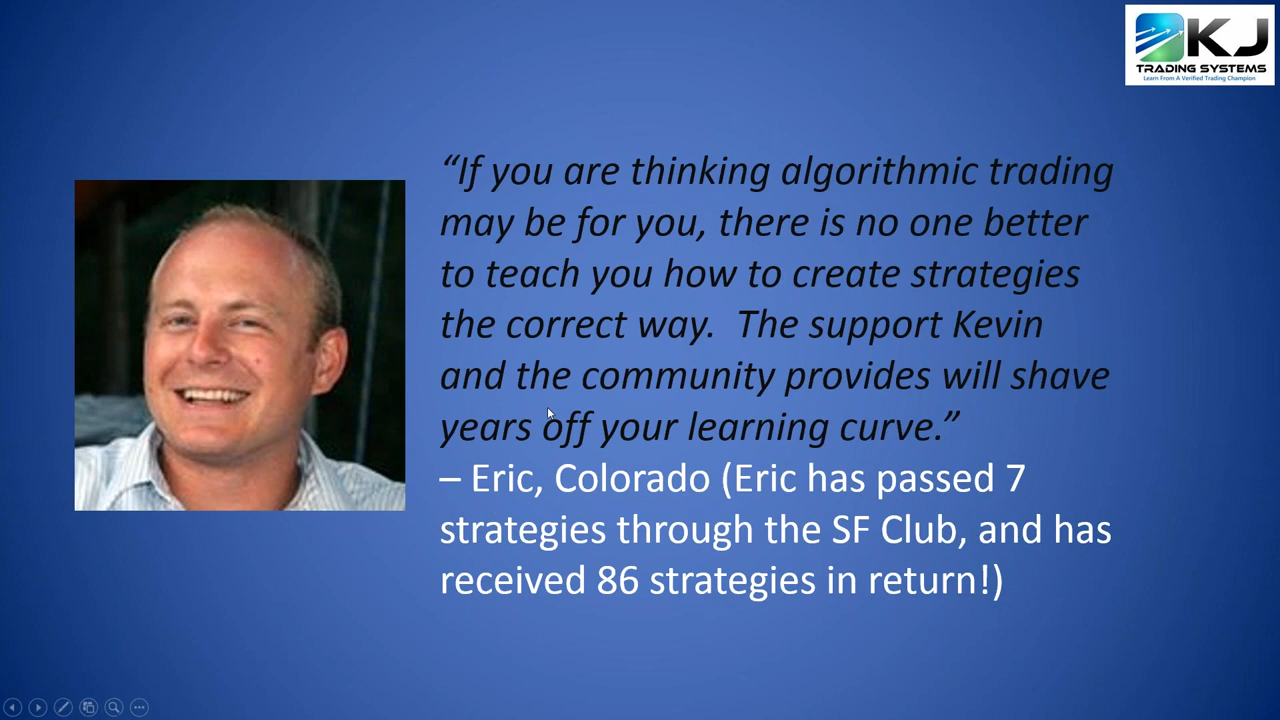 KJ
TRADING SYSTEMS
Learn From A Verified Trading Champion
“If you are thinking algorithmic trading
may be for you, there is no one better
to teach you how to create strategies
the correct way.  The support Kevin
and the community provides will shave
years off your learning curve.”
– Eric, Colorado (Eric has passed 7
strategies through the SF Club, and has
received 86 strategies in return!)